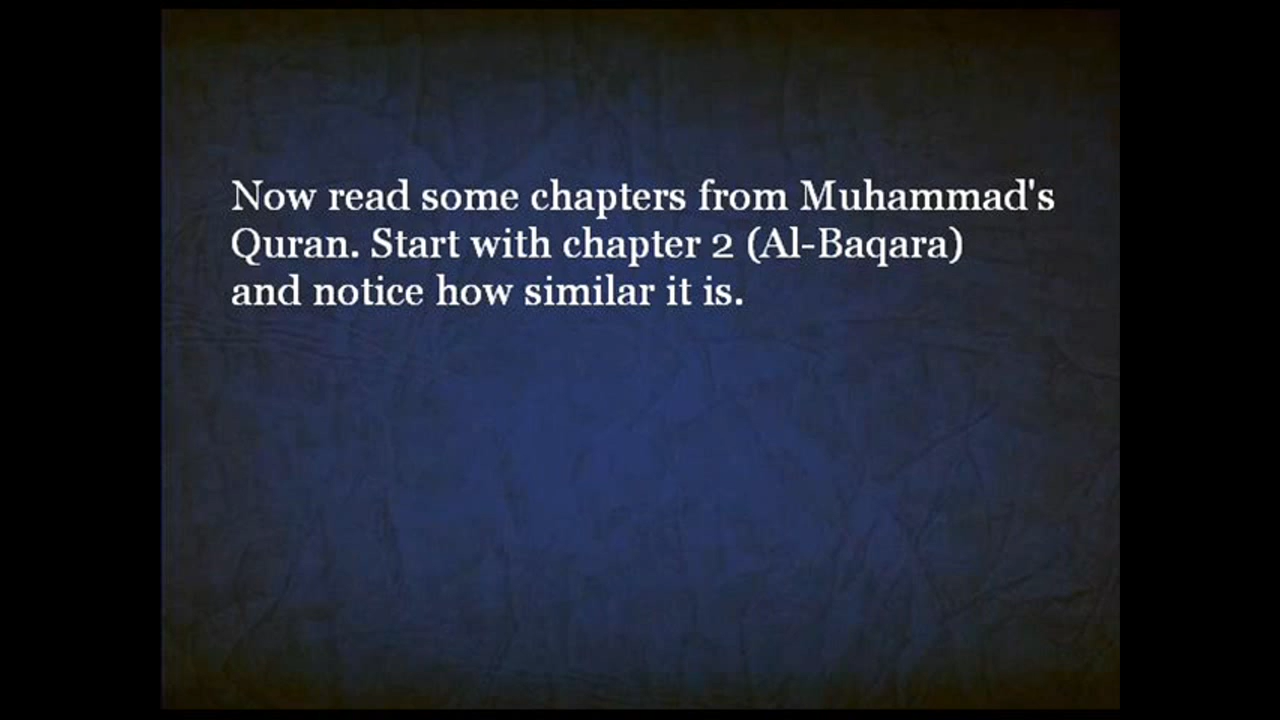 Now read some chapters from Muhammad's
Quran. Start with chapter 2 (Al-Baqara)
and notice how similar it is.